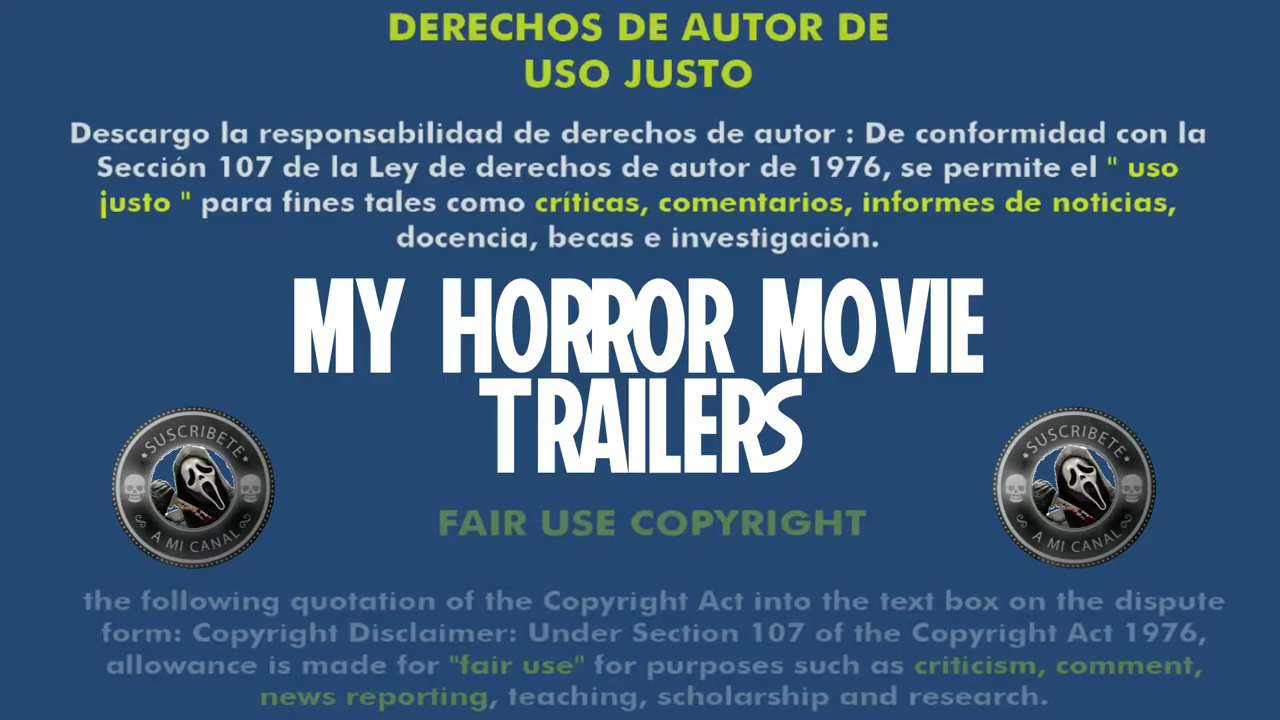 DERECHOS DE AUTOR DE
USO JUSTO
Descargo la responsabilidad de derechos de autor : De conformidad con la
Sección 107 de la Ley de derechos de autor de 1976, se permite el " uso
justo " para fines tales como críticas, comentarios, informes de noticias,
docencia, becas e investigación.
MY HORROR MOVIE
TRAILERS
SUSCRIBETE
A MI CANAL
SUSCRIBETE
A MI CANAL
FAIR USE COPYRIGHT
the following quotation of the Copyright Act into the text box on the dispute
form: Copyright Disclaimer: Under Section 107 of the Copyright Act 1976,
allowance is made for "fair use" for purposes such as criticism, comment,
news reporting, teaching, scholarship and research.